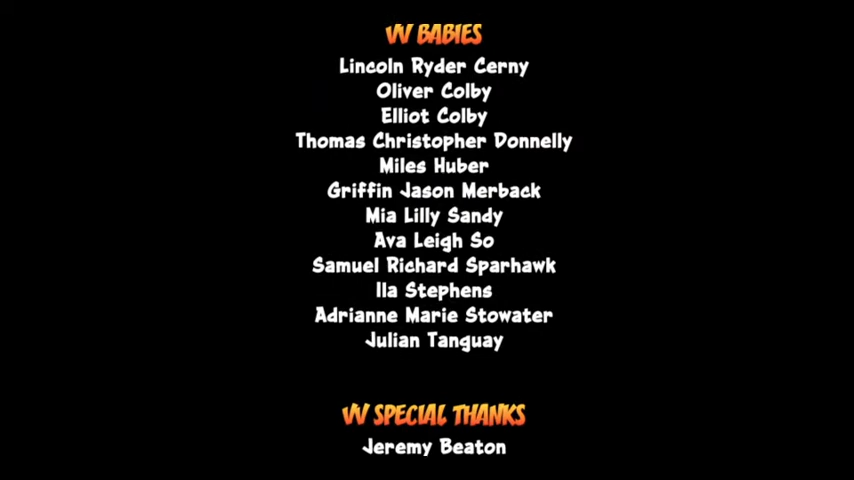 VV BABIES
Lincoln Ryder Cerny
Oliver Colby
Elliot Colby
Thomas Christopher Donnelly
Miles Huber
Griffin Jason Merback
Mia Lilly Sandy
Ava Leigh So
Samuel Richard Sparhawk
Ila Stephens
Adrianne Marie Stowater
Julian Tanguay
VV SPECIAL THANKS
Jeremy Beaton